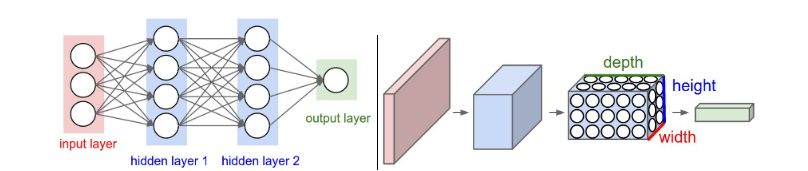 input layer
hidden layer 1
hidden layer 2
output layer
depth
height
width